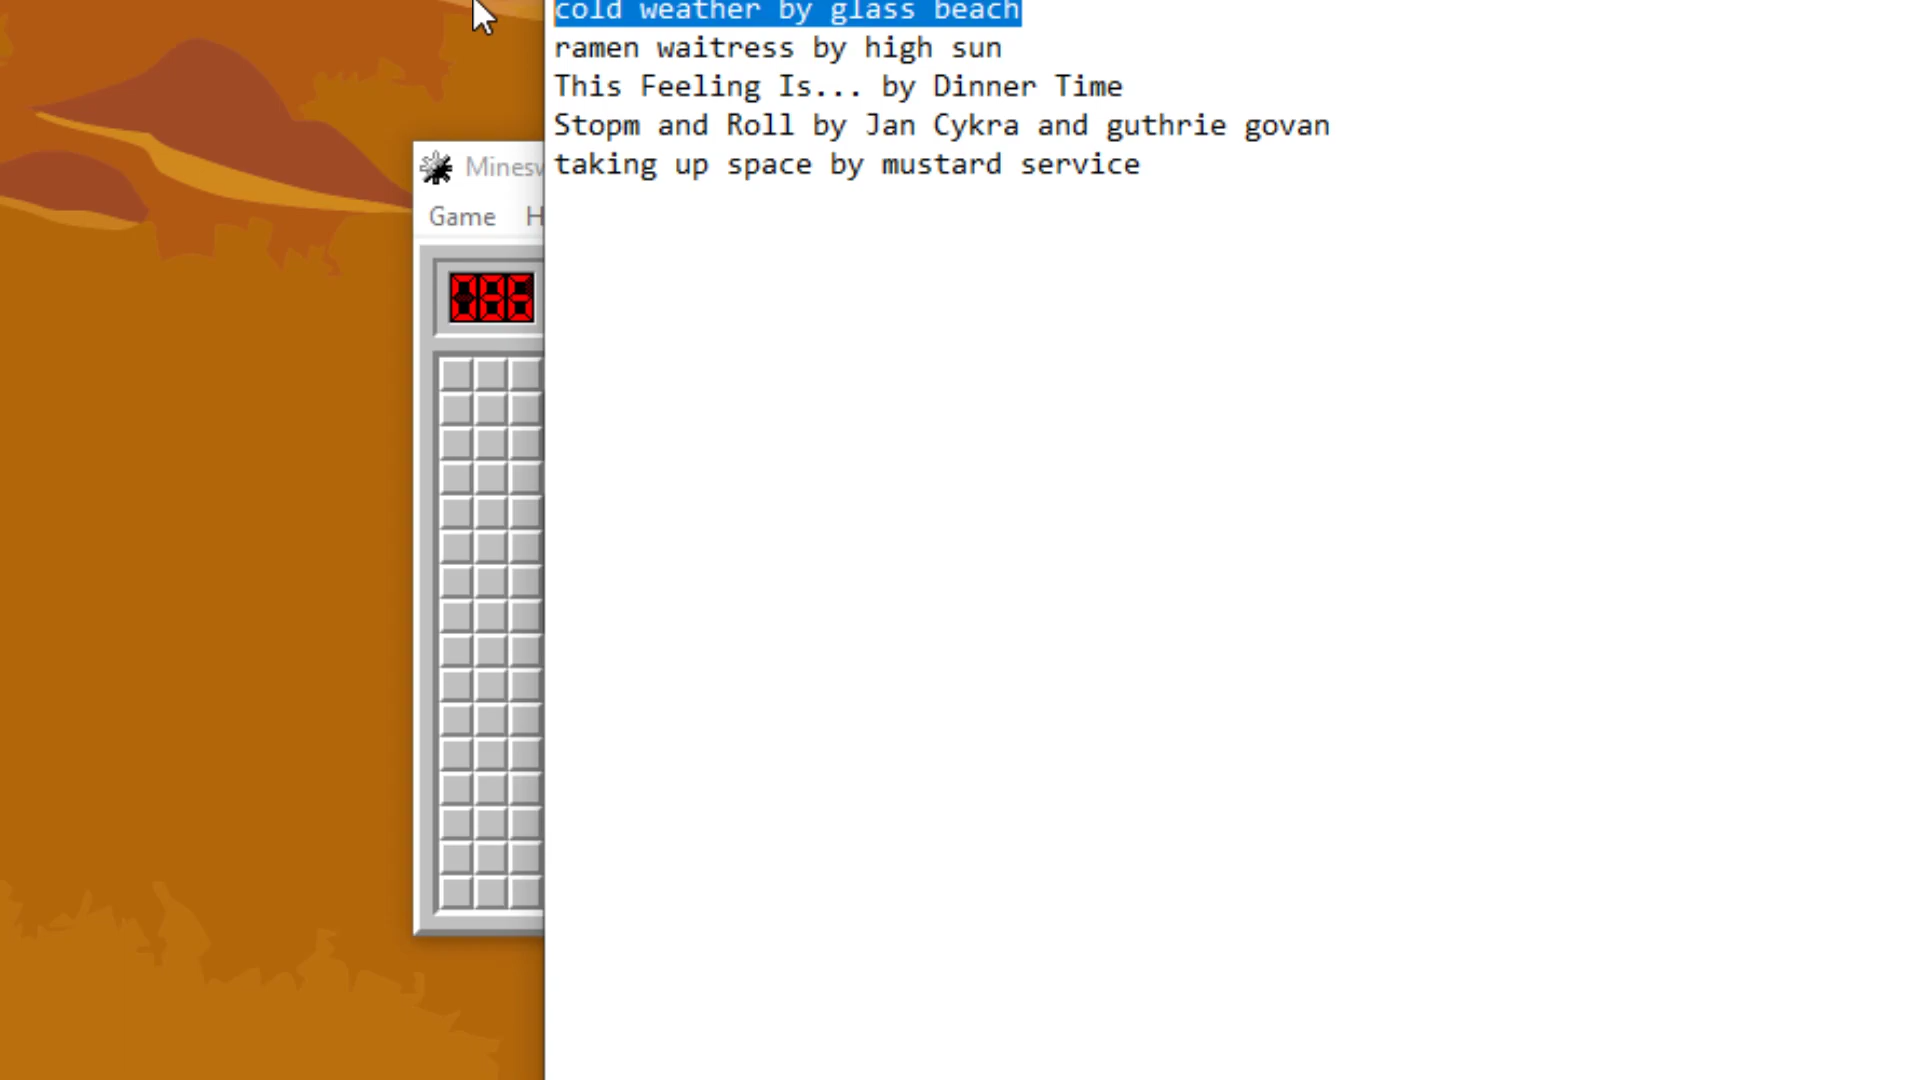 cold weather by glass beach
ramen waitress by high sun
This Feeling Is... by Dinner Time
Stopm and Roll by Jan Cykra and guthrie govan
taking up space by mustard service
Minesw
Game H